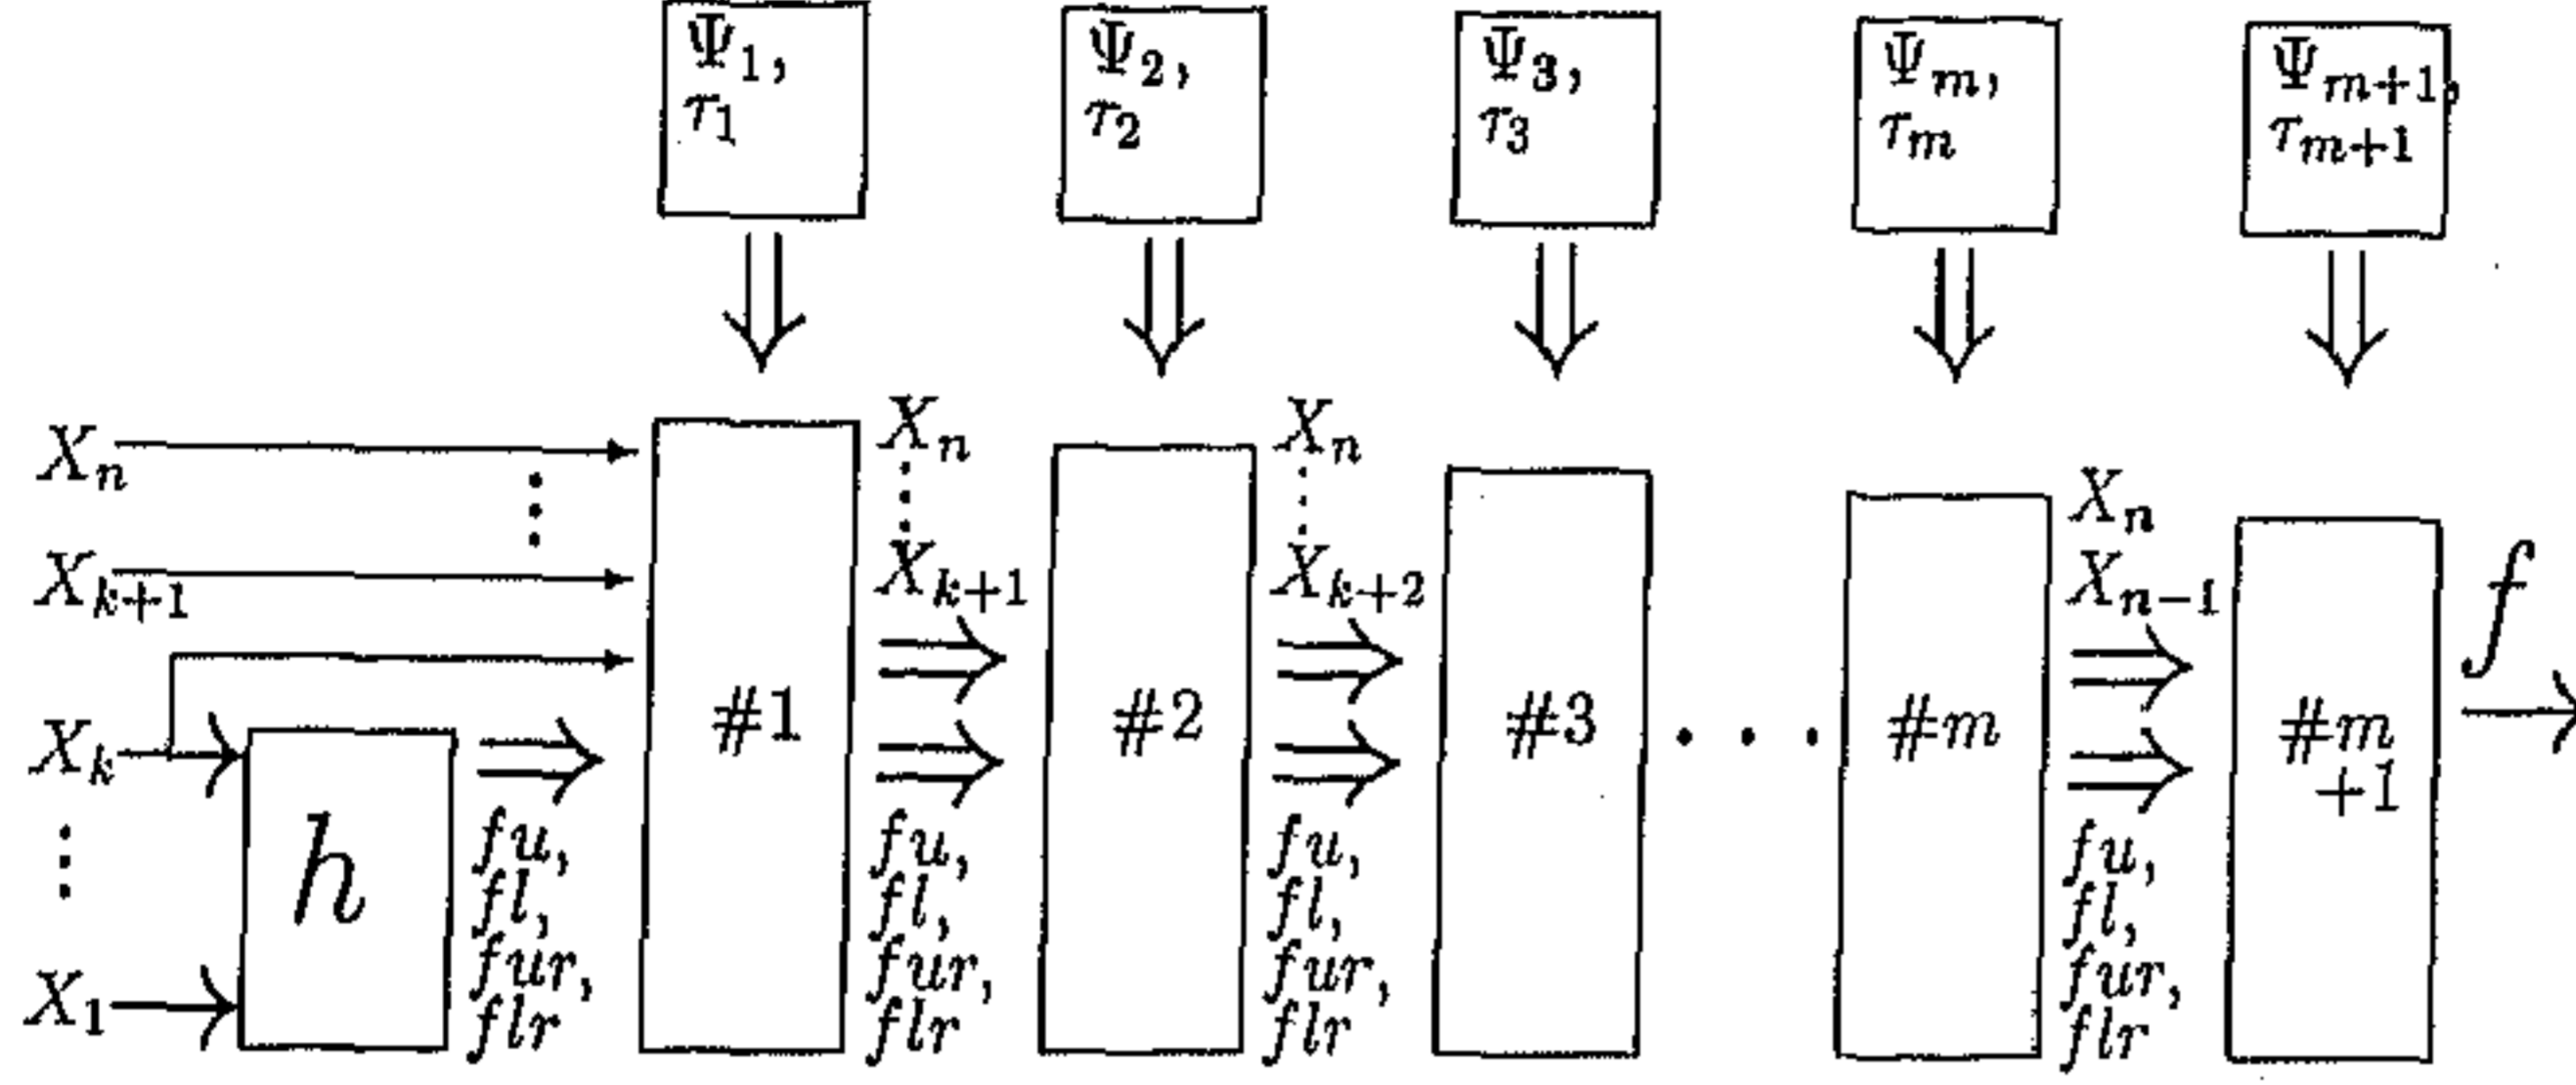 Ψ₁,
τ₁
Ψ₂,
τ₂
Ψ₃,
τ₃
Ψₘ,
τₘ
Ψₘ₊₁,
τₘ₊₁
Xₙ
Xₖ₊₁
Xₖ
X₁
h
fu,
fl,
fur,
flr
#1
Xₙ
Xₖ₊₁
fu,
fl,
fur,
flr
#2
Xₙ
Xₖ₊₂
fu,
fl,
fur,
flr
#3
#m
Xₙ
Xₙ₋₁
fu,
fl,
fur,
flr
#m
+1
f